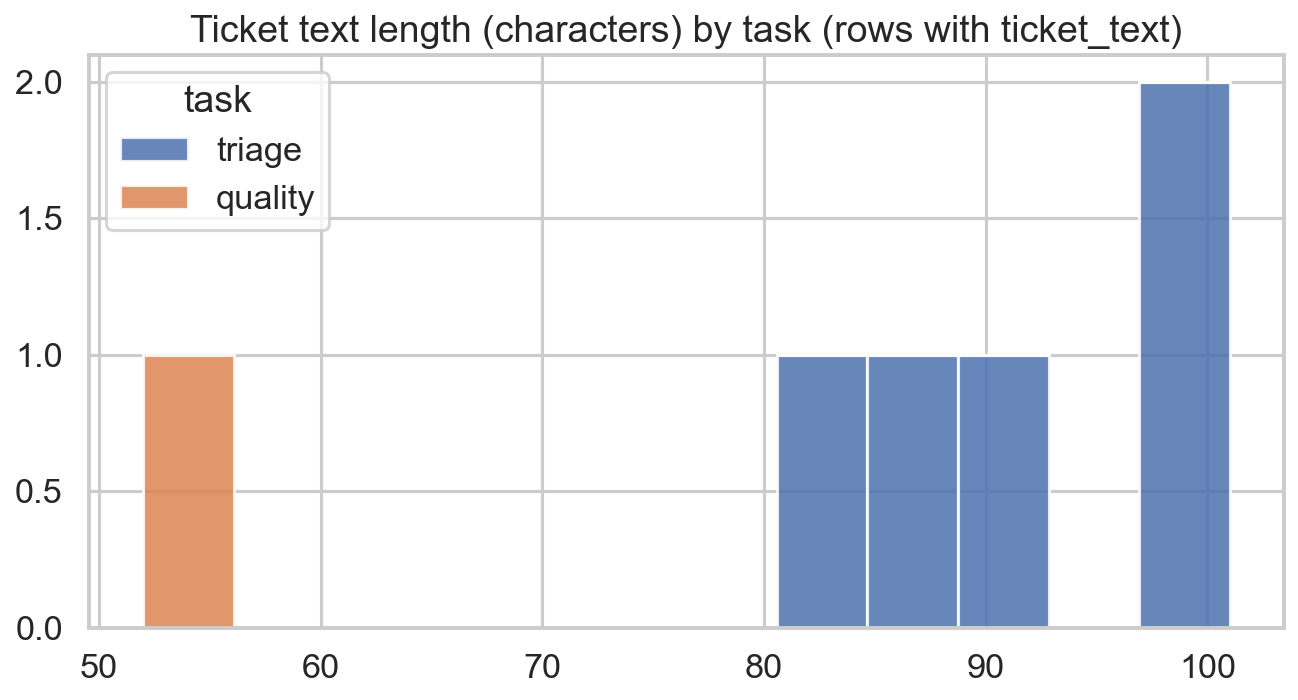 Ticket text length (characters) by task (rows with ticket_text)
2.0
1.5
1.0
0.5
0.0
task
triage
quality
50 60 70 80 90 100